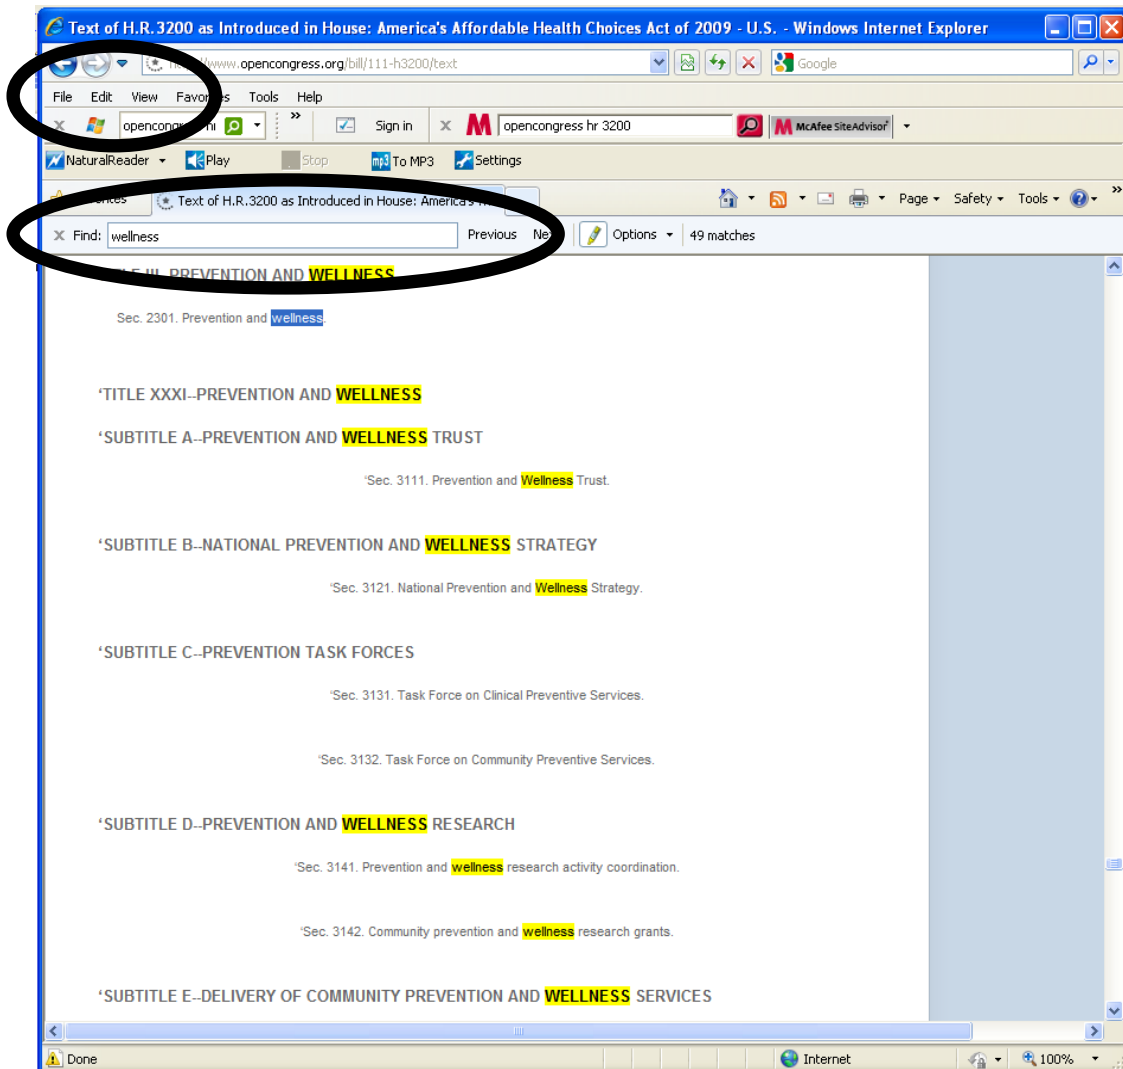 Text of H.R.3200 as Introduced in House: America's Affordable Health Choices Act of 2009 - U.S. - Windows Internet Explorer
www.opencongress.org/bill/111-h3200/text Google
File Edit View Tools Help
Sign in opencongress hr 3200 McAfee SiteAdvisor
NaturalReader Play Stop mp3 To MP3 Settings
Text of H.R.3200 as Introduced in House: Page Safety Tools
Find: wellness Previous Options 49 matches
PREVENTION AND WELLNESS
Sec. 2301. Prevention and wellness.
‘TITLE XXXI--PREVENTION AND WELLNESS
‘SUBTITLE A--PREVENTION AND WELLNESS TRUST
‘Sec. 3111. Prevention and Wellness Trust.
‘SUBTITLE B--NATIONAL PREVENTION AND WELLNESS STRATEGY
‘Sec. 3121. National Prevention and Wellness Strategy.
‘SUBTITLE C--PREVENTION TASK FORCES
‘Sec. 3131. Task Force on Clinical Preventive Services.
‘Sec. 3132. Task Force on Community Preventive Services.
‘SUBTITLE D--PREVENTION AND WELLNESS RESEARCH
‘Sec. 3141. Prevention and wellness research activity coordination.
‘Sec. 3142. Community prevention and wellness research grants.
‘SUBTITLE E--DELIVERY OF COMMUNITY PREVENTION AND WELLNESS SERVICES
Done Internet 100%